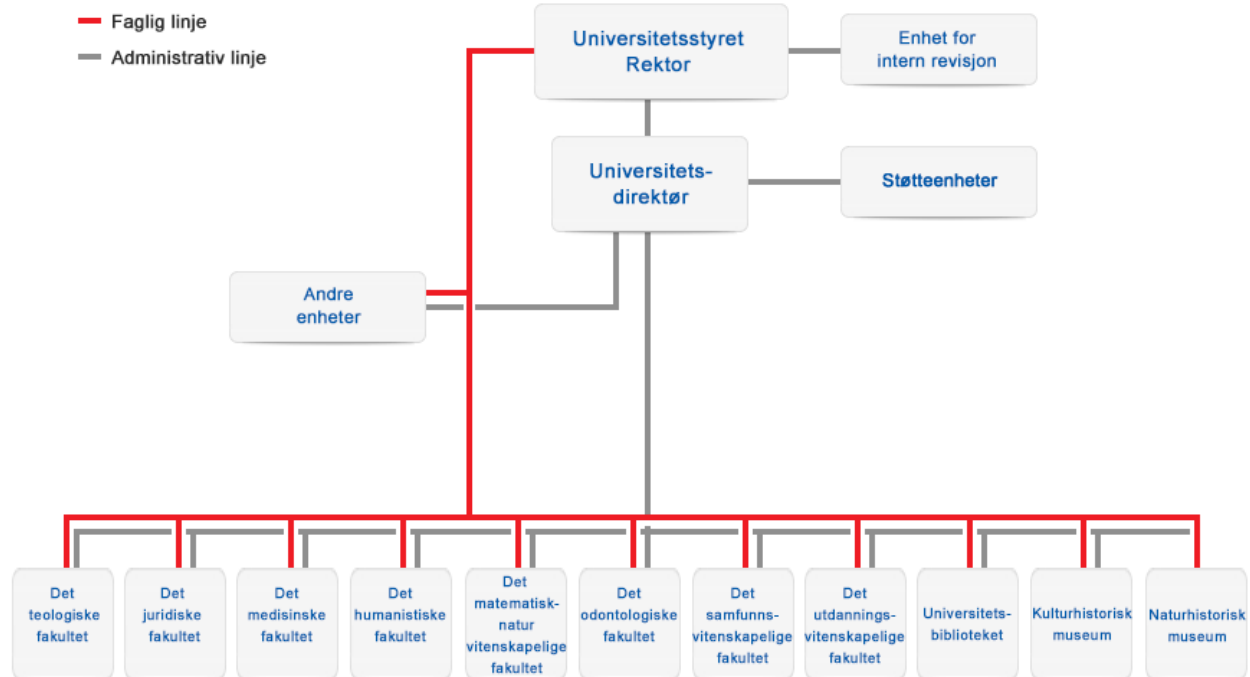 Faglig linje
Administrativ linje
Universitetsstyret
Rektor
Enhet for
intern revisjon
Universitets-
direktør
Støtteenheter
Andre
enheter
Det
teologiske
fakultet
Det
juridiske
fakultet
Det
medisinske
fakultet
Det
humanistiske
fakultet
Det
matematisk-
natur
vitenskapelige
fakultet
Det
odontologiske
fakultet
Det
samfunns-
vitenskapelige
fakultet
Det
utdannings-
vitenskapelige
fakultet
Universitets-
biblioteket
Kulturhistorisk
museum
Naturhistorisk
museum